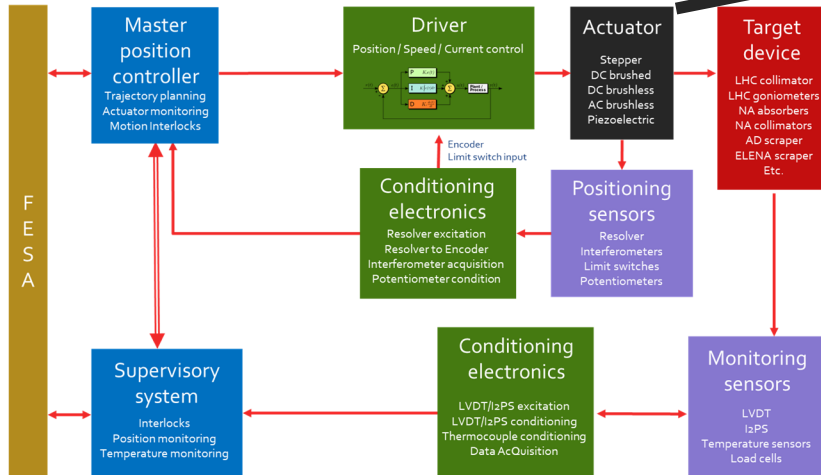 Master
position
controller
Trajectory planning
Actuator monitoring
Motion Interlocks
Driver
Position / Speed / Current control
P
I
D
Σ
Σ
Plant /
Process
Actuator
Stepper
DC brushed
DC brushless
AC brushless
Piezoelectric
Target
device
LHC collimator
LHC goniometers
NA absorbers
NA collimators
AD scraper
ELENA scraper
Etc.
F
E
S
A
Encoder
Limit switch input
Conditioning
electronics
Resolver excitation
Resolver to Encoder
Interferometer acquisition
Potentiometer condition
Positioning
sensors
Resolver
Interferometers
Limit switches
Potentiometers
Supervisory
system
Interlocks
Position monitoring
Temperature monitoring
Conditioning
electronics
LVDT/I2PS excitation
LVDT/I2PS conditioning
Thermocouple conditioning
Data AcQuisition
Monitoring
sensors
LVDT
I2PS
Temperature sensors
Load cells